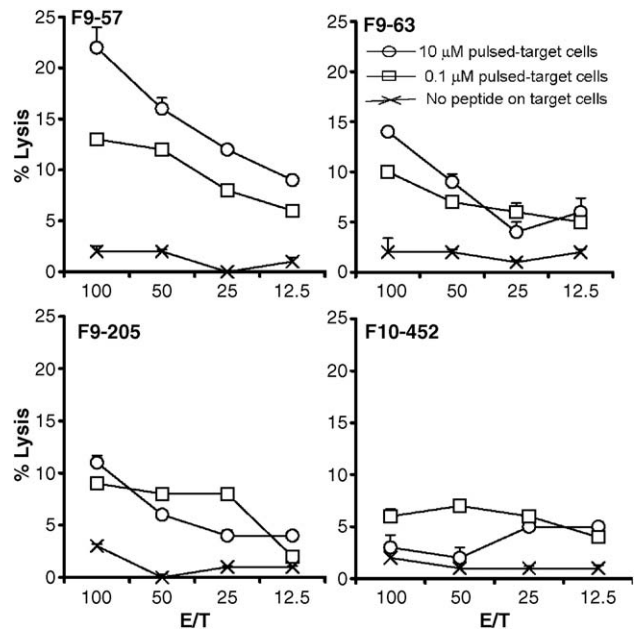 F9-57
F9-63
% Lysis
25
20
15
10
5
0
100 50 25 12.5
25
20
15
10
5
0
100 50 25 12.5
10 μM pulsed-target cells
0.1 μM pulsed-target cells
No peptide on target cells
F9-205
F10-452
% Lysis
25
20
15
10
5
0
100 50 25 12.5
E/T
25
20
15
10
5
0
100 50 25 12.5
E/T